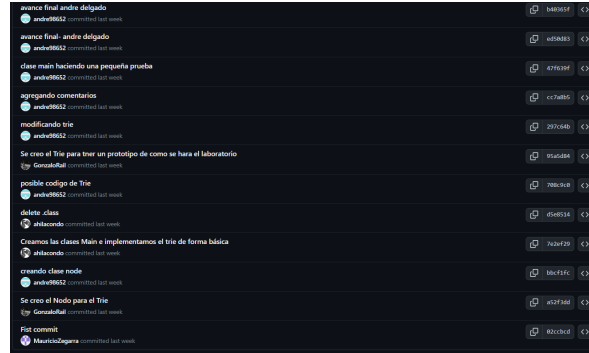 avance final andre delgado
b40365f
andre98652 committed last week
avance final- andre delgado
ed50d83
andre98652 committed last week
clase main haciendo una pequeña prueba
47f639f
andre98652 committed last week
agregando comentarios
cc7a8b5
andre98652 committed last week
modificando trie
297c64b
andre98652 committed last week
Se creo el Trie para tner un prototipo de como se hara el laboratorio
95a5d84
GonzaloRail committed last week
posible codigo de Trie
708c9c0
andre98652 committed last week
delete .class
d5e8514
ahilacondo committed last week
Creamos las clases Main e implementamos el trie de forma básica
7e2ef29
ahilacondo committed last week
creando clase node
bbcf1fc
andre98652 committed last week
Se creo el Nodo para el Trie
a52f3dd
GonzaloRail committed last week
Fist commit
02ccbcd
MauricioZegarra committed last week